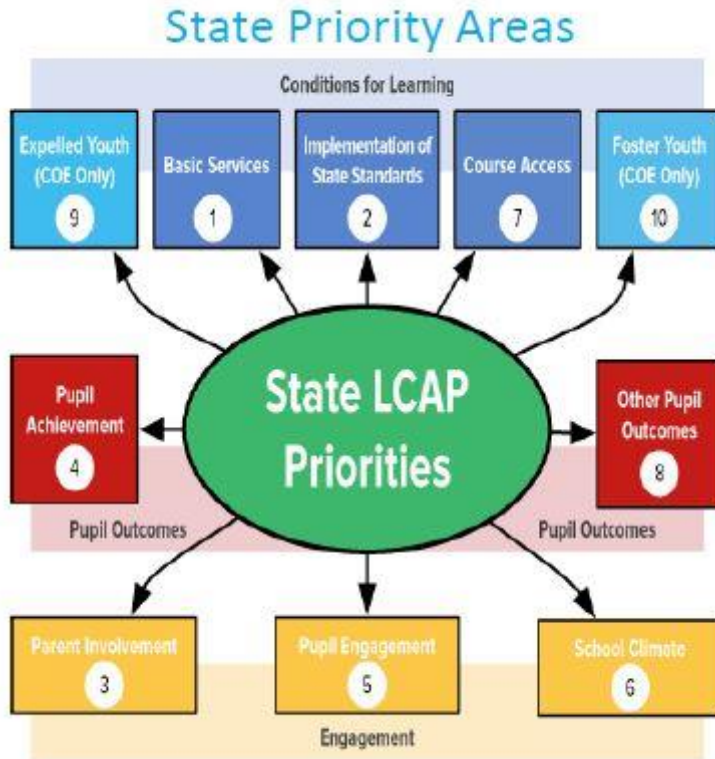 State Priority Areas
Conditions for Learning
Expelled Youth
(COE Only)
9
Basic Services
1
Implementation of
State Standards
2
Course Access
7
Foster Youth
(COE Only)
10
Pupil
Achievement
4
State LCAP
Priorities
Other Pupil
Outcomes
8
Pupil Outcomes
Pupil Outcomes
Parent Involvement
3
Pupil Engagement
5
School Climate
6
Engagement